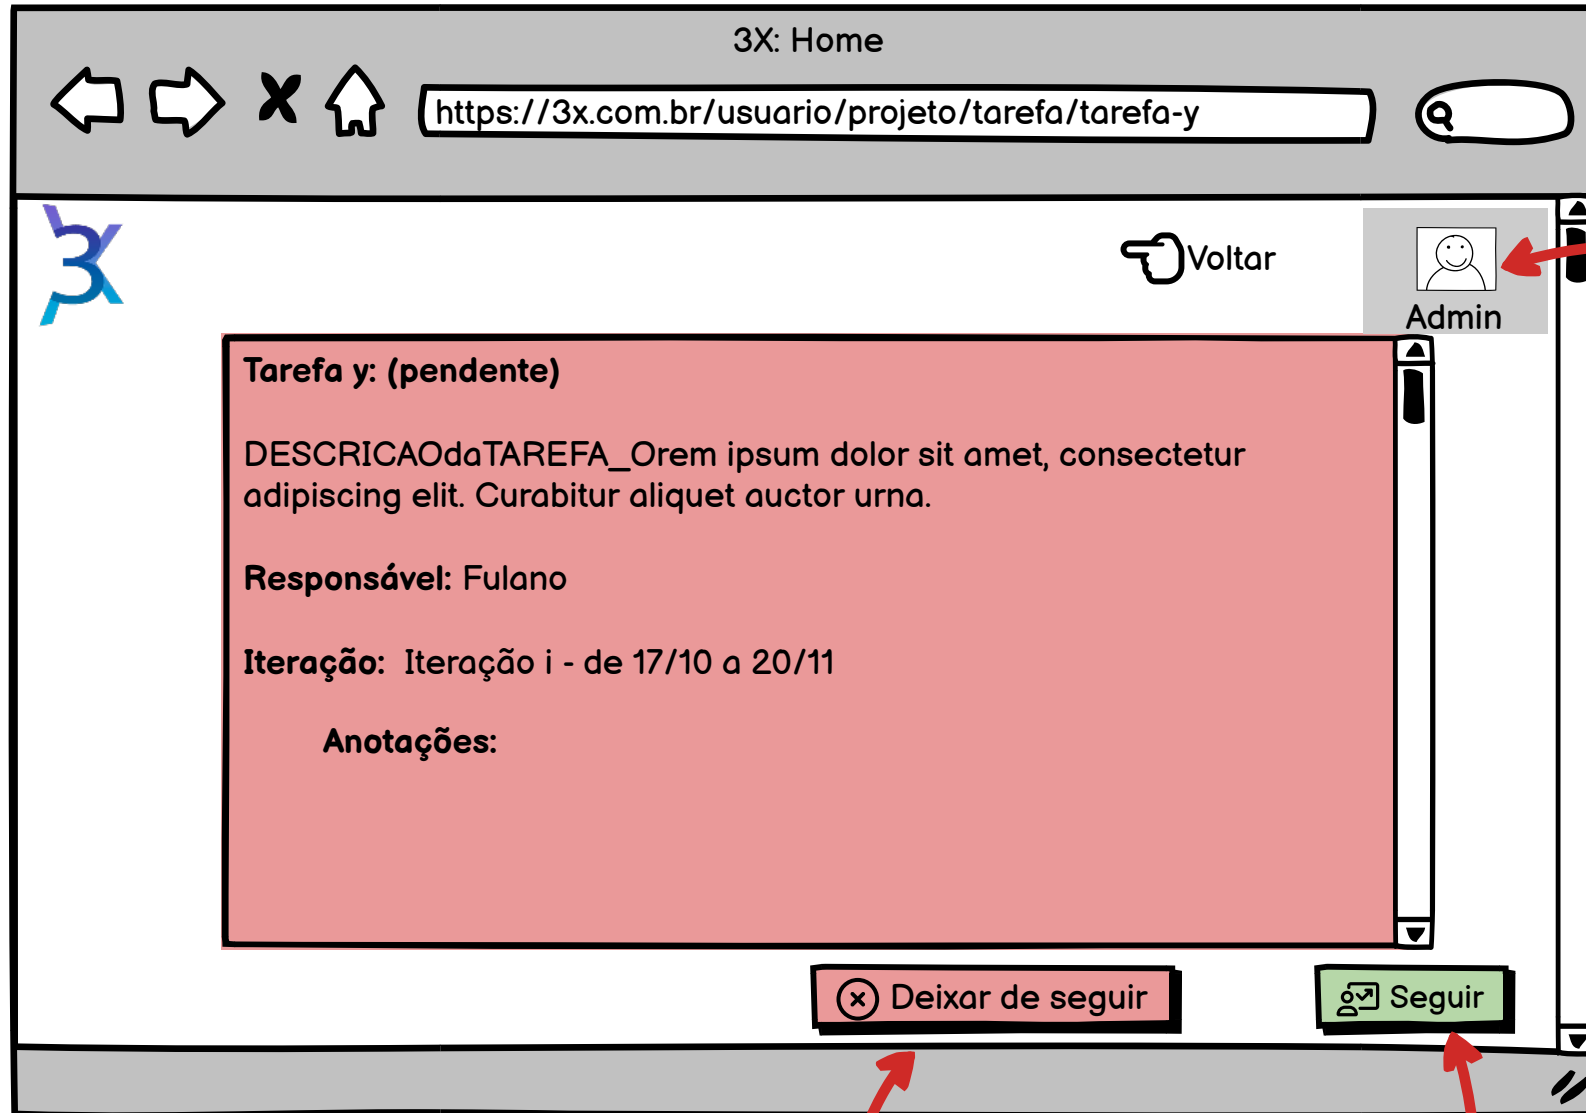 3X: Home
https://3x.com.br/usuario/projeto/tarefa/tarefa-y
3X
Voltar
Admin
Tarefa y: (pendente)
DESCRICAOdaTAREFA_Orem ipsum dolor sit amet, consectetur
adipiscing elit. Curabitur aliquet auctor urna.
Responsável: Fulano
Iteração: Iteração i - de 17/10 a 20/11
Anotações:
Deixar de seguir
Seguir